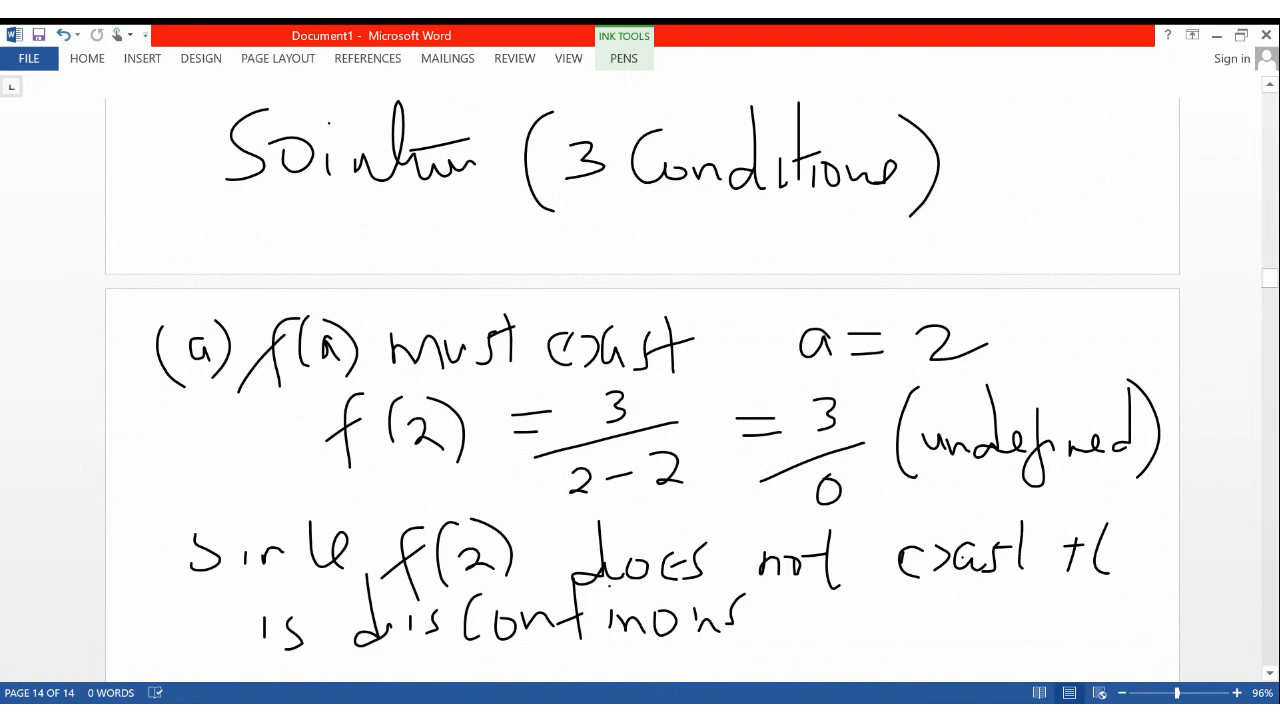 Document1 - Microsoft Word
INK TOOLS
? Sign in
FILE HOME INSERT DESIGN PAGE LAYOUT REFERENCES MAILINGS REVIEW VIEW PENS
Solution (3 Conditions)
(a) f(a) must exist a = 2
f(2) = 3/(2-2) = 3/0 (undefined)
since f(2) does not exist it
is discontinous
PAGE 14 OF 14 0 WORDS 96%